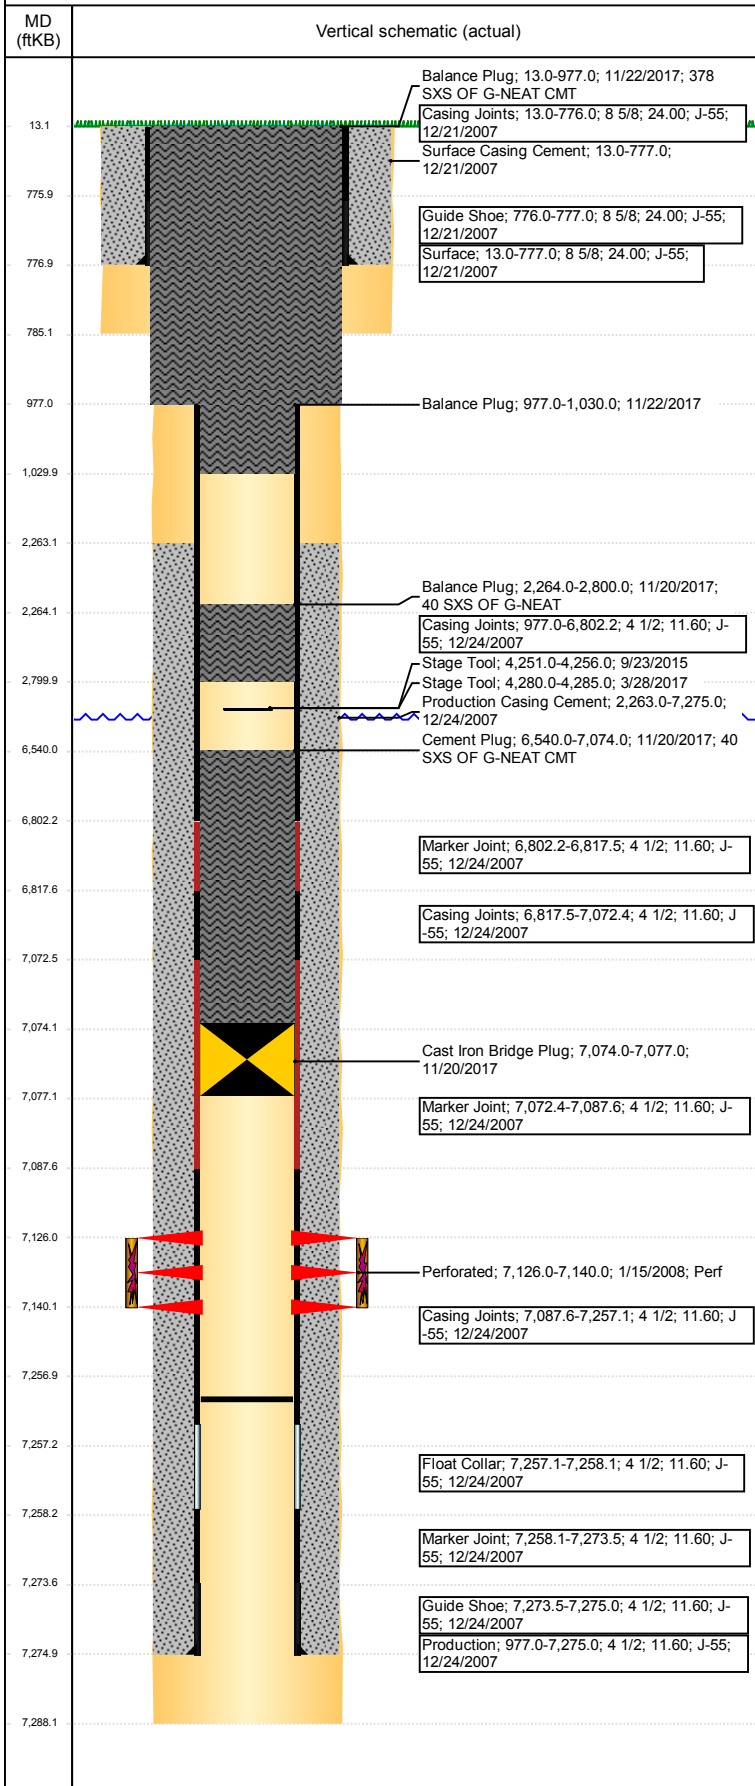 MD
(ftKB)
Vertical schematic (actual)
Balance Plug; 13.0-977.0; 11/22/2017; 378
SXS OF G-NEAT CMT
13.1
Casing Joints; 13.0-776.0; 8 5/8; 24.00; J-55;
12/21/2007
Surface Casing Cement; 13.0-777.0;
12/21/2007
775.9
Guide Shoe; 776.0-777.0; 8 5/8; 24.00; J-55;
12/21/2007
Surface; 13.0-777.0; 8 5/8; 24.00; J-55;
12/21/2007
776.9
785.1
977.0
Balance Plug; 977.0-1,030.0; 11/22/2017
1,029.9
2,263.1
Balance Plug; 2,264.0-2,800.0; 11/20/2017;
40 SXS OF G-NEAT
2,264.1
Casing Joints; 977.0-6,802.2; 4 1/2; 11.60; J-
55; 12/24/2007
Stage Tool; 4,251.0-4,256.0; 9/23/2015
2,799.9
Stage Tool; 4,280.0-4,285.0; 3/28/2017
Production Casing Cement; 2,263.0-7,275.0;
12/24/2007
Cement Plug; 6,540.0-7,074.0; 11/20/2017; 40
SXS OF G-NEAT CMT
6,540.0
6,802.2
Marker Joint; 6,802.2-6,817.5; 4 1/2; 11.60; J-
55; 12/24/2007
6,817.6
Casing Joints; 6,817.5-7,072.4; 4 1/2; 11.60; J
-55; 12/24/2007
7,072.5
7,074.1
Cast Iron Bridge Plug; 7,074.0-7,077.0;
11/20/2017
7,077.1
Marker Joint; 7,072.4-7,087.6; 4 1/2; 11.60; J-
55; 12/24/2007
7,087.6
7,126.0
Perforated; 7,126.0-7,140.0; 1/15/2008; Perf
7,140.1
Casing Joints; 7,087.6-7,257.1; 4 1/2; 11.60; J
-55; 12/24/2007
7,256.9
7,257.2
Float Collar; 7,257.1-7,258.1; 4 1/2; 11.60; J-
55; 12/24/2007
7,258.2
Marker Joint; 7,258.1-7,273.5; 4 1/2; 11.60; J-
55; 12/24/2007
7,273.6
Guide Shoe; 7,273.5-7,275.0; 4 1/2; 11.60; J-
55; 12/24/2007
Production; 977.0-7,275.0; 4 1/2; 11.60; J-55;
12/24/2007
7,274.9
7,288.1